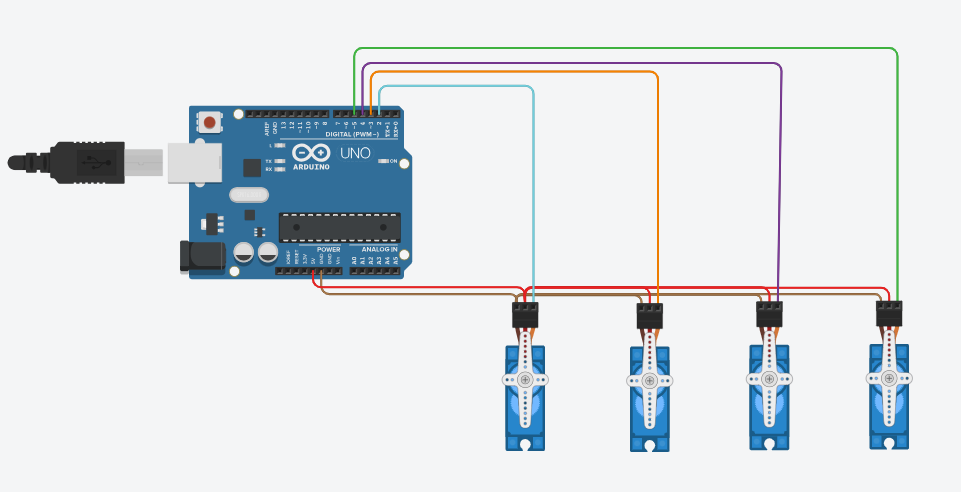 AREF
GND
13
12
~11
~10
~9
8
7
~6
~5
4
~3
2
TX→1
RX←0
DIGITAL (PWM~)
L
TX
RX
ARDUINO
UNO
ON
POWER
ANALOG IN
IOREF
RESET
5V
GND
GND
Vin
A0
A1
A2
A3
A4
A5